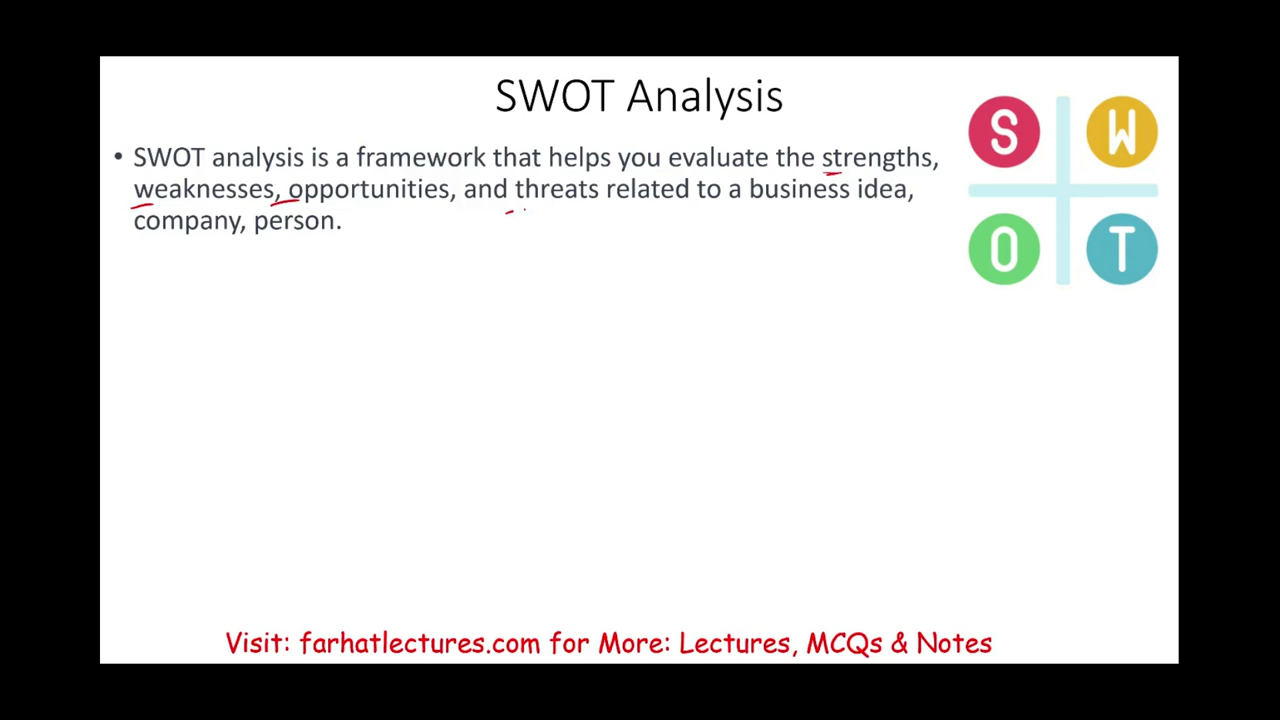 SWOT Analysis
• SWOT analysis is a framework that helps you evaluate the strengths,
weaknesses, opportunities, and threats related to a business idea,
company, person.
S W
O T
Visit: farhatlectures.com for More: Lectures, MCQs & Notes